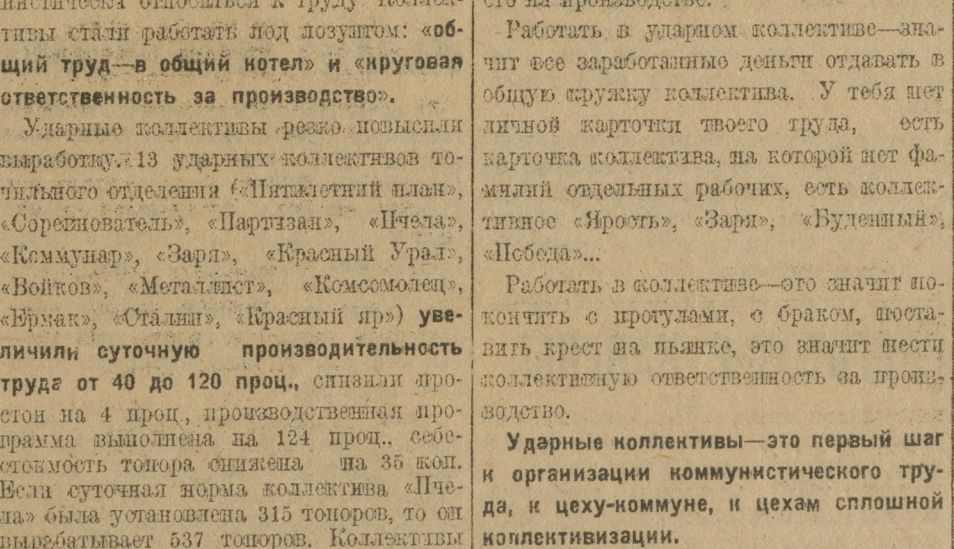 нистически относиться к труду. Коллек-
тивы стали работать под лозунгом: «об-
щий труд—в общий котел» и «круговая
ответственность за производство».
Ударные коллективы резко повысили
выработку. 13 ударных коллективов то-
чильного отделения («Пятилетний план»,
«Соревнователь», «Партизан», «Пчела»,
«Коммунар», «Заря», «Красный Урал»,
«Войков», «Металлист», «Комсомолец»,
«Ермак», «Сталин», «Красный яр») уве-
личили суточную производительность
труда от 40 до 120 проц., снизили про-
стои на 4 проц., производственная про-
грамма выполнена на 124 проц., себе-
стоимость топора снижена на 35 коп.
Если суточная норма коллектива «Пче-
ла» была установлена 315 топоров, то он
вырабатывает 537 топоров. Коллективы
сто на производстве.
Работать в ударном коллективе—зна-
чит все заработанные деньги отдавать в
общую кружку коллектива. У тебя нет
личной карточки твоего труда, есть
карточка коллектива, на которой нет фа-
милий отдельных рабочих, есть коллек-
тивное «Ярость», «Заря», «Буденный»,
«Победа»...
Работать в коллективе—это значит по-
кончить с прогулами, с браком, поста-
вить крест на пьянке, это значит нести
коллективную ответственность за произ-
водство.
Ударные коллективы—это первый шаг
к организации коммунистического тру-
да, к цеху-коммуне, к цехам сплошной
коллективизации.